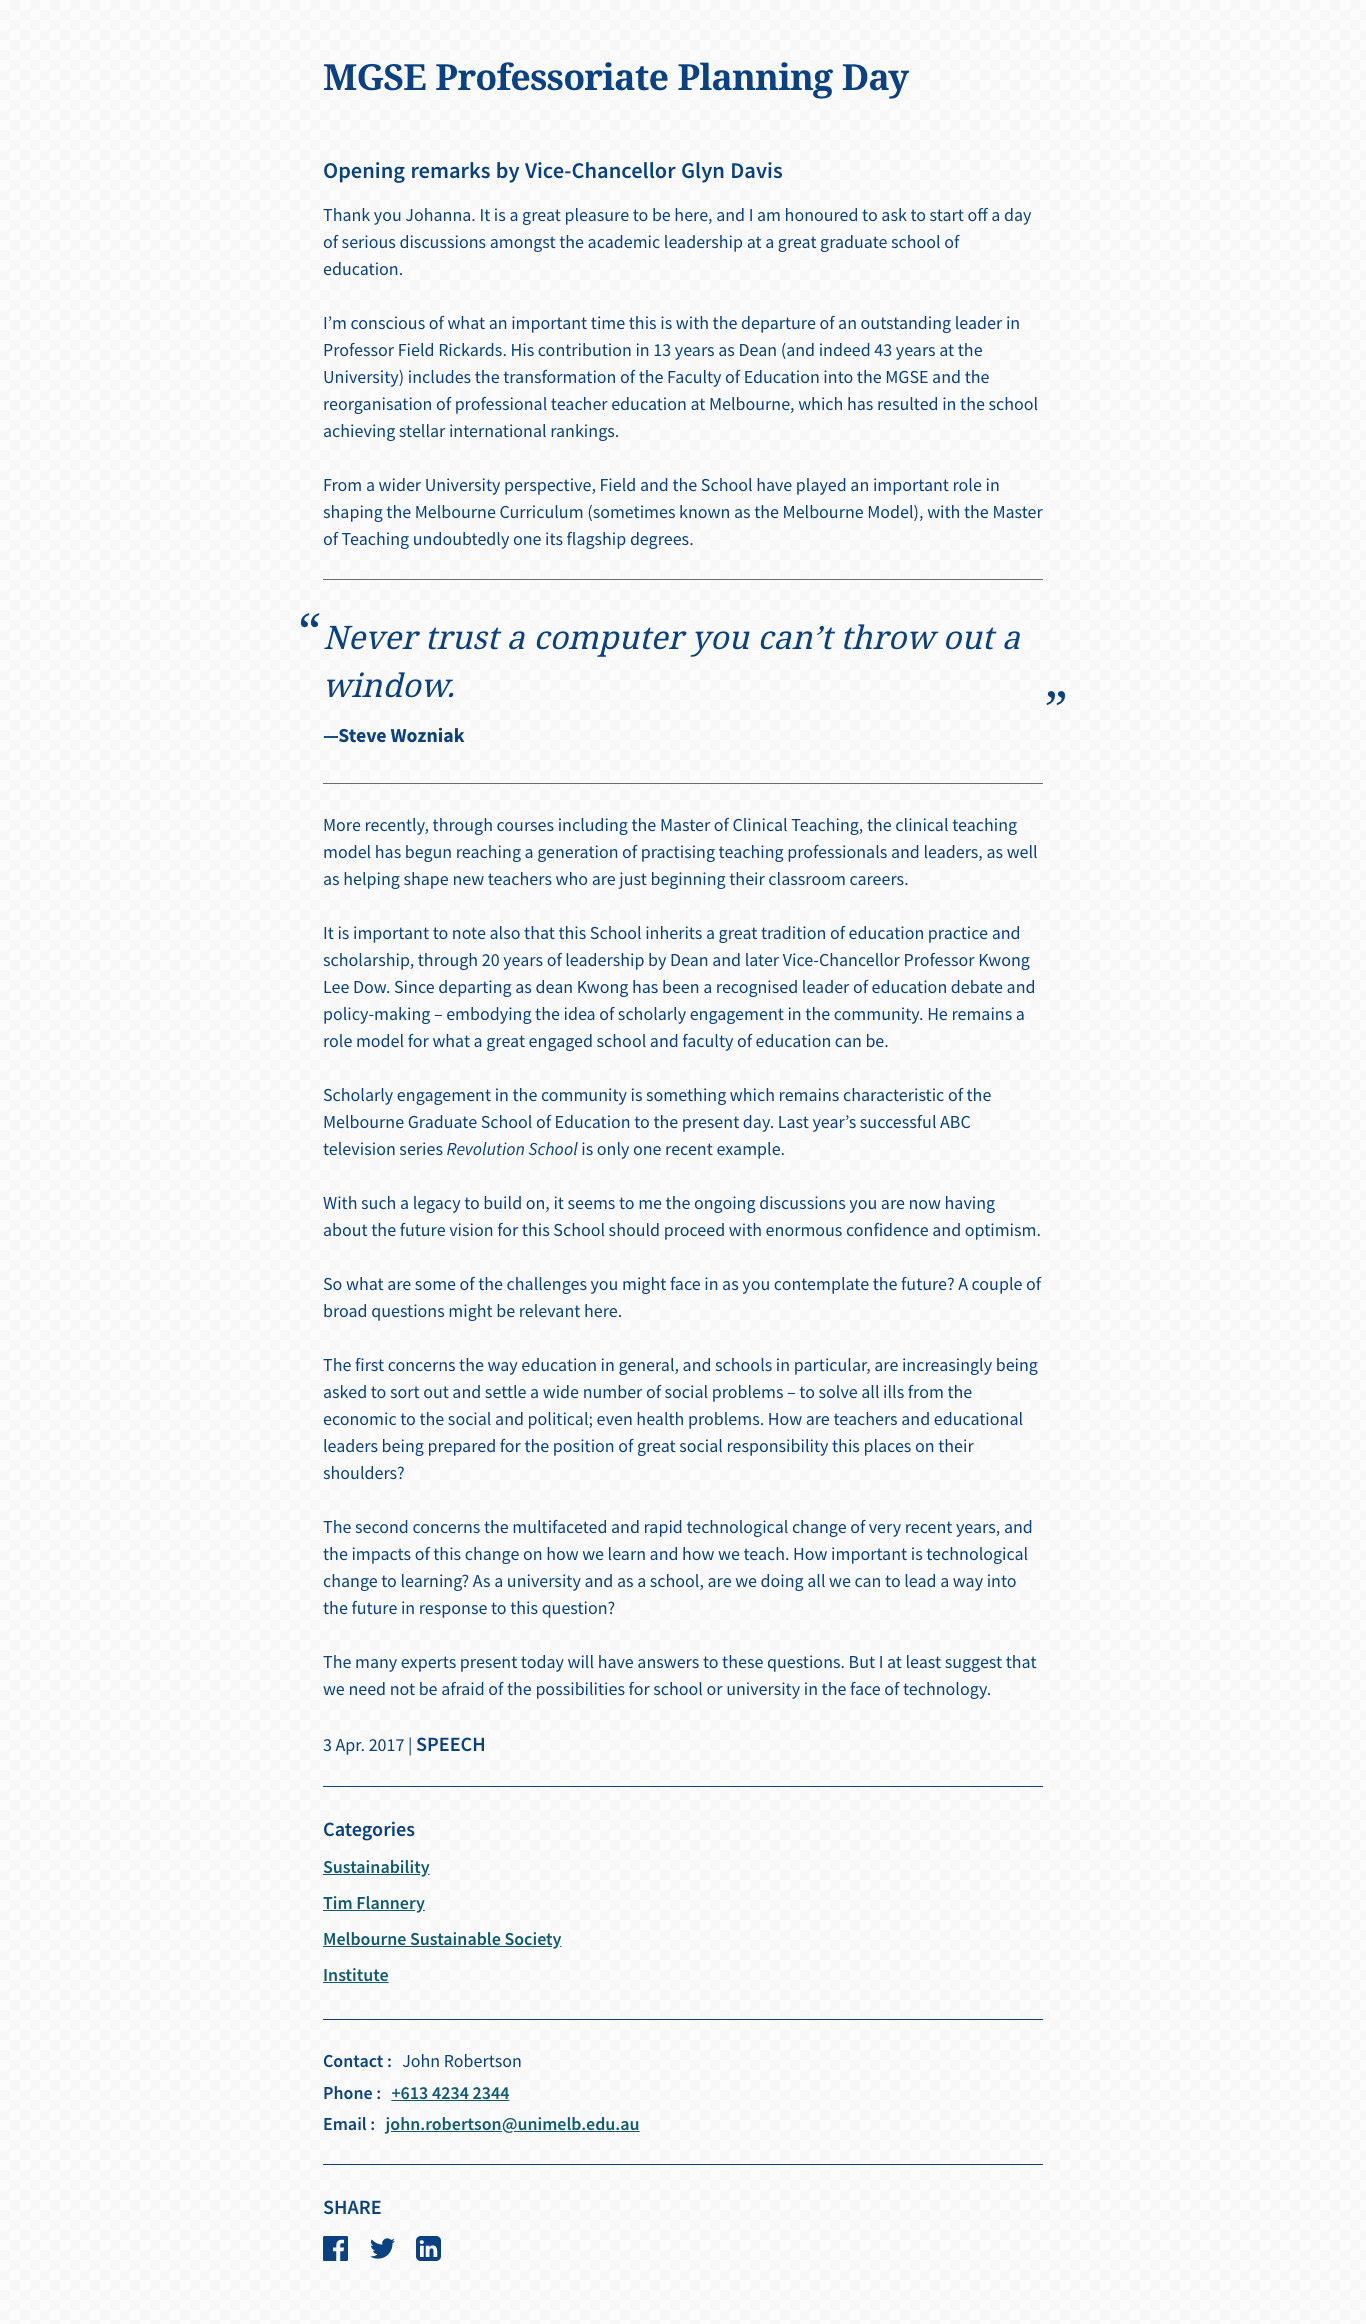 MGSE Professoriate Planning Day
Opening remarks by Vice-Chancellor Glyn Davis
Thank you Johanna. It is a great pleasure to be here, and I am honoured to ask to start off a day
of serious discussions amongst the academic leadership at a great graduate school of
education.
I’m conscious of what an important time this is with the departure of an outstanding leader in
Professor Field Rickards. His contribution in 13 years as Dean (and indeed 43 years at the
University) includes the transformation of the Faculty of Education into the MGSE and the
reorganisation of professional teacher education at Melbourne, which has resulted in the school
achieving stellar international rankings.
From a wider University perspective, Field and the School have played an important role in
shaping the Melbourne Curriculum (sometimes known as the Melbourne Model), with the Master
of Teaching undoubtedly one its flagship degrees.
“Never trust a computer you can’t throw out a
window.”
—Steve Wozniak
More recently, through courses including the Master of Clinical Teaching, the clinical teaching
model has begun reaching a generation of practising teaching professionals and leaders, as well
as helping shape new teachers who are just beginning their classroom careers.
It is important to note also that this School inherits a great tradition of education practice and
scholarship, through 20 years of leadership by Dean and later Vice-Chancellor Professor Kwong
Lee Dow. Since departing as dean Kwong has been a recognised leader of education debate and
policy-making – embodying the idea of scholarly engagement in the community. He remains a
role model for what a great engaged school and faculty of education can be.
Scholarly engagement in the community is something which remains characteristic of the
Melbourne Graduate School of Education to the present day. Last year’s successful ABC
television series Revolution School is only one recent example.
With such a legacy to build on, it seems to me the ongoing discussions you are now having
about the future vision for this School should proceed with enormous confidence and optimism.
So what are some of the challenges you might face in as you contemplate the future? A couple of
broad questions might be relevant here.
The first concerns the way education in general, and schools in particular, are increasingly being
asked to sort out and settle a wide number of social problems – to solve all ills from the
economic to the social and political; even health problems. How are teachers and educational
leaders being prepared for the position of great social responsibility this places on their
shoulders?
The second concerns the multifaceted and rapid technological change of very recent years, and
the impacts of this change on how we learn and how we teach. How important is technological
change to learning? As a university and as a school, are we doing all we can to lead a way into
the future in response to this question?
The many experts present today will have answers to these questions. But I at least suggest that
we need not be afraid of the possibilities for school or university in the face of technology.
3 Apr. 2017 | SPEECH
Categories
Sustainability
Tim Flannery
Melbourne Sustainable Society
Institute
Contact : John Robertson
Phone : +613 4234 2344
Email : john.robertson@unimelb.edu.au
SHARE